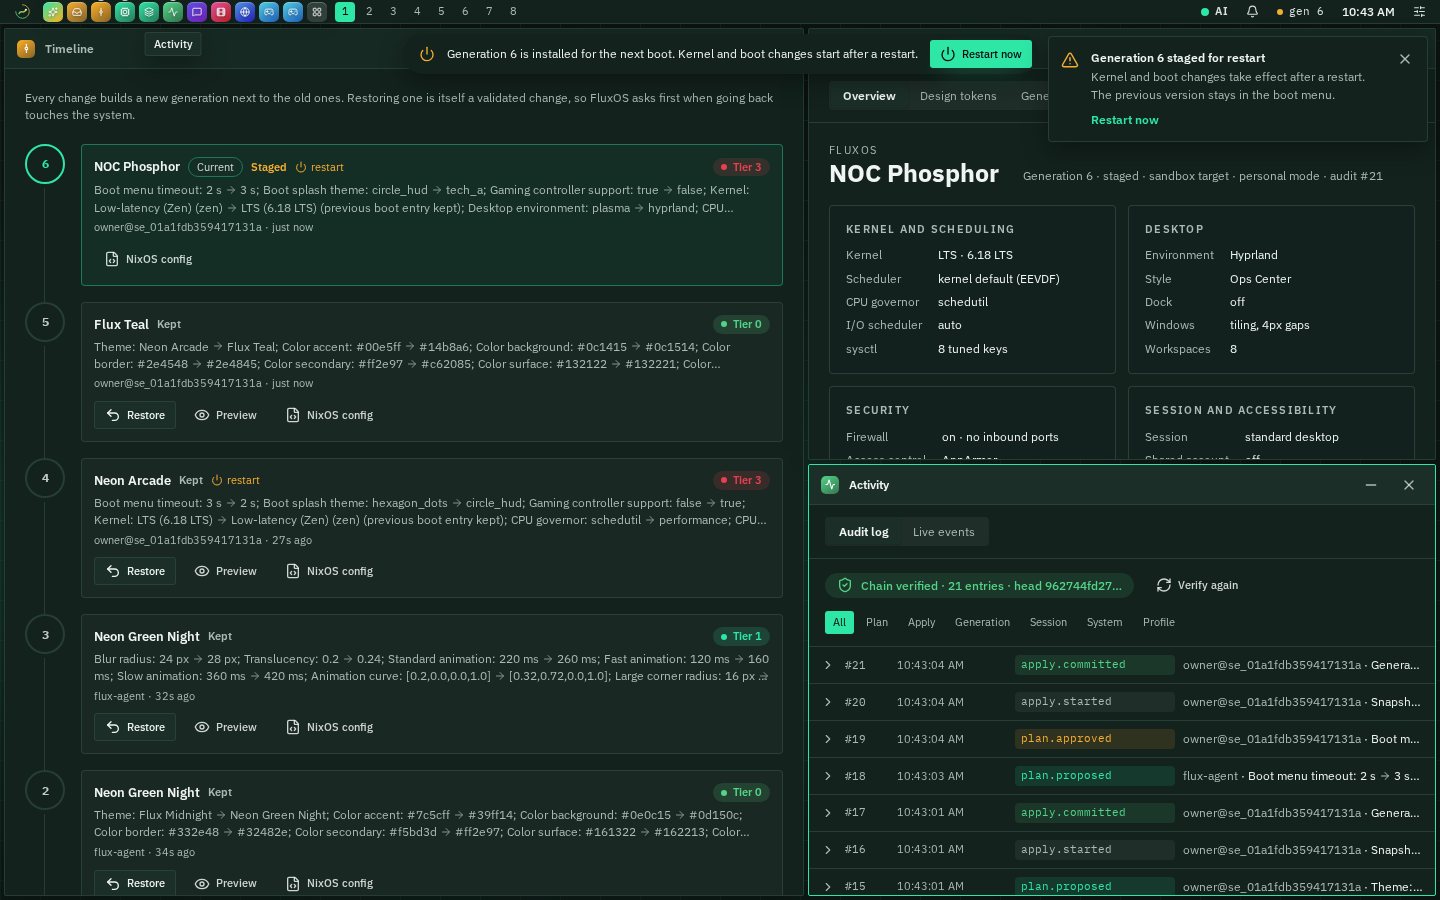 1 2 3 4 5 6 7 8
AI
gen 6
10:43 AM
Timeline
Activity
Generation 6 is installed for the next boot. Kernel and boot changes start after a restart.
Restart now
Generation 6 staged for restart
Kernel and boot changes take effect after a restart.
The previous version stays in the boot menu.
Restart now
Every change builds a new generation next to the old ones. Restoring one is itself a validated change, so FluxOS asks first when going back
touches the system.
6
NOC Phosphor Current Staged restart Tier 3
Boot menu timeout: 2 s → 3 s; Boot splash theme: circle_hud → tech_a; Gaming controller support: true → false; Kernel:
Low-latency (Zen) (zen) → LTS (6.18 LTS) (previous boot entry kept); Desktop environment: plasma → hyprland; CPU...
owner@se_01a1fdb359417131a · just now
NixOS config
5
Flux Teal Kept Tier 0
Theme: Neon Arcade → Flux Teal; Color accent: #00e5ff → #14b8a6; Color background: #0c1415 → #0c1514; Color
border: #2e4548 → #2e4845; Color secondary: #ff2e97 → #c62085; Color surface: #132122 → #132221; Color...
owner@se_01a1fdb359417131a · just now
Restore Preview NixOS config
4
Neon Arcade Kept restart Tier 3
Boot menu timeout: 3 s → 2 s; Boot splash theme: hexagon_dots → circle_hud; Gaming controller support: false → true;
Kernel: LTS (6.18 LTS) → Low-latency (Zen) (zen) (previous boot entry kept); CPU governor: schedutil → performance; CPU...
owner@se_01a1fdb359417131a · 27s ago
Restore Preview NixOS config
3
Neon Green Night Kept Tier 1
Blur radius: 24 px → 28 px; Translucency: 0.2 → 0.24; Standard animation: 220 ms → 260 ms; Fast animation: 120 ms → 160
ms; Slow animation: 360 ms → 420 ms; Animation curve: [0.2,0.0,0.0,1.0] → [0.32,0.72,0.0,1.0]; Large corner radius: 16 px ...
flux-agent · 32s ago
Restore Preview NixOS config
2
Neon Green Night Kept Tier 0
Theme: Flux Midnight → Neon Green Night; Color accent: #7c5cff → #39ff14; Color background: #0e0c15 → #0d150c;
Color border: #332e48 → #32482e; Color secondary: #f5bd3d → #ff2e97; Color surface: #161322 → #162213; Color...
flux-agent · 34s ago
Restore Preview NixOS config
Overview Design tokens Gene
FLUXOS
NOC Phosphor Generation 6 · staged · sandbox target · personal mode · audit #21
KERNEL AND SCHEDULING
Kernel LTS · 6.18 LTS
Scheduler kernel default (EEVDF)
CPU governor schedutil
I/O scheduler auto
sysctl 8 tuned keys
DESKTOP
Environment Hyprland
Style Ops Center
Dock off
Windows tiling, 4px gaps
Workspaces 8
SECURITY
Firewall on · no inbound ports
Access control AppArmor
SESSION AND ACCESSIBILITY
Session standard desktop
Shared account off
Activity
Audit log Live events
Chain verified · 21 entries · head 962744fd27...
Verify again
All Plan Apply Generation Session System Profile
#21 10:43:04 AM apply.committed owner@se_01a1fdb359417131a · Genera...
#20 10:43:04 AM apply.started owner@se_01a1fdb359417131a · Snapsh...
#19 10:43:04 AM plan.approved owner@se_01a1fdb359417131a · Boot m...
#18 10:43:03 AM plan.proposed flux-agent · Boot menu timeout: 2 s → 3 s...
#17 10:43:01 AM apply.committed owner@se_01a1fdb359417131a · Genera...
#16 10:43:01 AM apply.started owner@se_01a1fdb359417131a · Snapsh...
#15 10:43:01 AM plan.proposed owner@se_01a1fdb359417131a · Theme:...